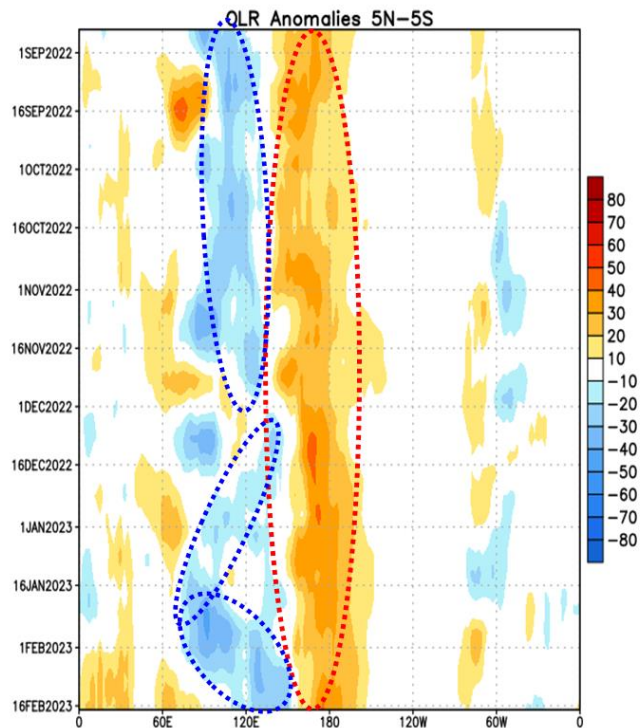 OLR Anomalies 5N-5S
1SEP2022
16SEP2022
1OCT2022
16OCT2022
1NOV2022
16NOV2022
1DEC2022
16DEC2022
1JAN2023
16JAN2023
1FEB2023
16FEB2023
0
60E
120E
180
120W
60W
0
80
70
60
50
40
30
20
10
-10
-20
-30
-40
-50
-60
-70
-80